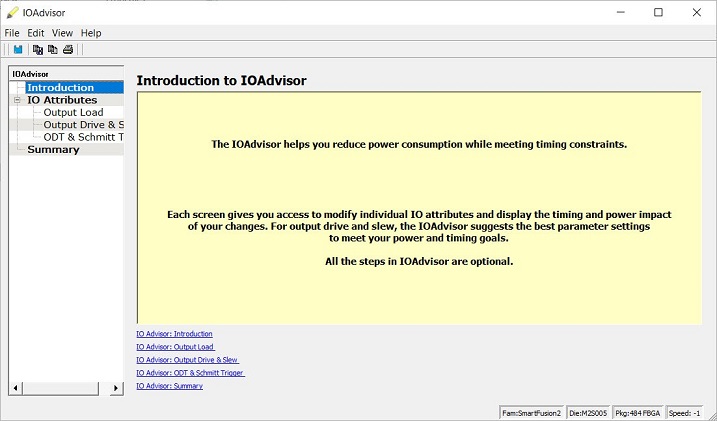 IOAdvisor
File Edit View Help
IOAdvisor
Introduction
IO Attributes
Output Load
Output Drive & S
ODT & Schmitt T
Summary
Introduction to IOAdvisor
The IOAdvisor helps you reduce power consumption while meeting timing constraints.
Each screen gives you access to modify individual IO attributes and display the timing and power impact
of your changes. For output drive and slew, the IOAdvisor suggests the best parameter settings
to meet your power and timing goals.
All the steps in IOAdvisor are optional.
IO Advisor: Introduction
IO Advisor: Output Load
IO Advisor: Output Drive & Slew
IO Advisor: ODT & Schmitt Trigger
IO Advisor: Summary
Fam:SmartFusion2 Die:M2S005 Pkg:484 FBGA Speed: -1